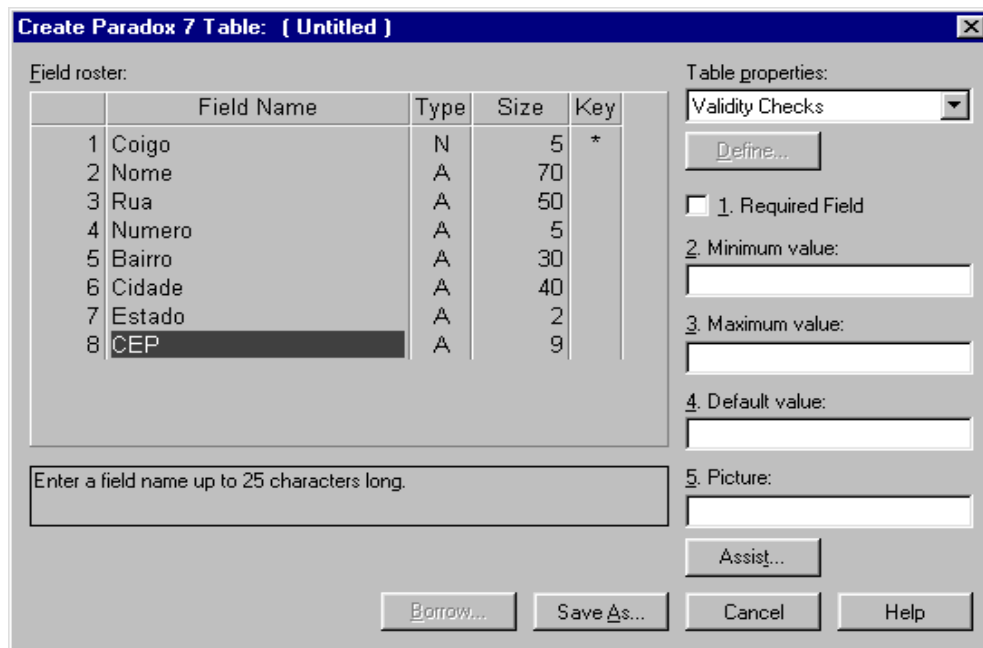 Create Paradox 7 Table: ( Untitled )
Field roster:
Field Name Type Size Key
1 Coigo N 5 *
2 Nome A 70
3 Rua A 50
4 Numero A 5
5 Bairro A 30
6 Cidade A 40
7 Estado A 2
8 CEP A 9
Enter a field name up to 25 characters long.
Table properties:
Validity Checks
Define...
1. Required Field
2. Minimum value:
3. Maximum value:
4. Default value:
5. Picture:
Assist...
Borrow... Save As... Cancel Help